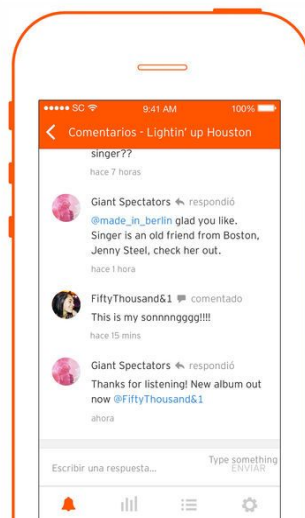 SC 9:41 AM 100%
Comentarios - Lightin' up Houston
singer??
hace 7 horas
Giant Spectators respondió
@made_in_berlin glad you like.
Singer is an old friend from Boston,
Jenny Steel, check her out.
hace 1 hora
FiftyThousand&1 comentado
This is my sonnnngggg!!!!
hace 15 mins
Giant Spectators respondió
Thanks for listening! New album out
now @FiftyThousand&1
ahora
Type something
Escribir una respuesta... ENVIAR